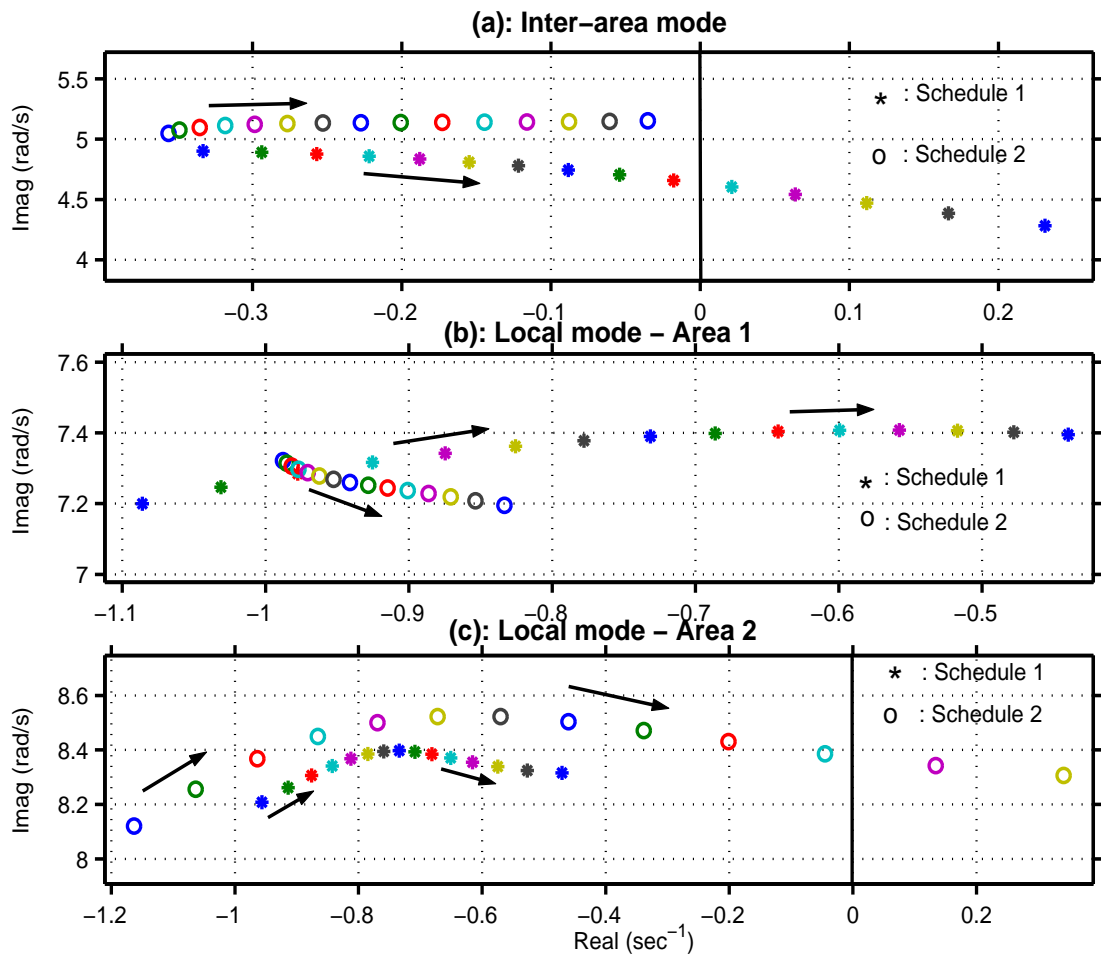 (a): Inter−area mode
5.5
5
4.5
4
Imag (rad/s)
* : Schedule 1
o : Schedule 2
−0.3 −0.2 −0.1 0 0.1 0.2
(b): Local mode − Area 1
7.6
7.4
7.2
7
Imag (rad/s)
* : Schedule 1
o : Schedule 2
−1.1 −1 −0.9 −0.8 −0.7 −0.6 −0.5
(c): Local mode − Area 2
8.6
8.4
8.2
8
Imag (rad/s)
* : Schedule 1
o : Schedule 2
−1.2 −1 −0.8 −0.6 −0.4 −0.2 0 0.2
Real (sec⁻¹)